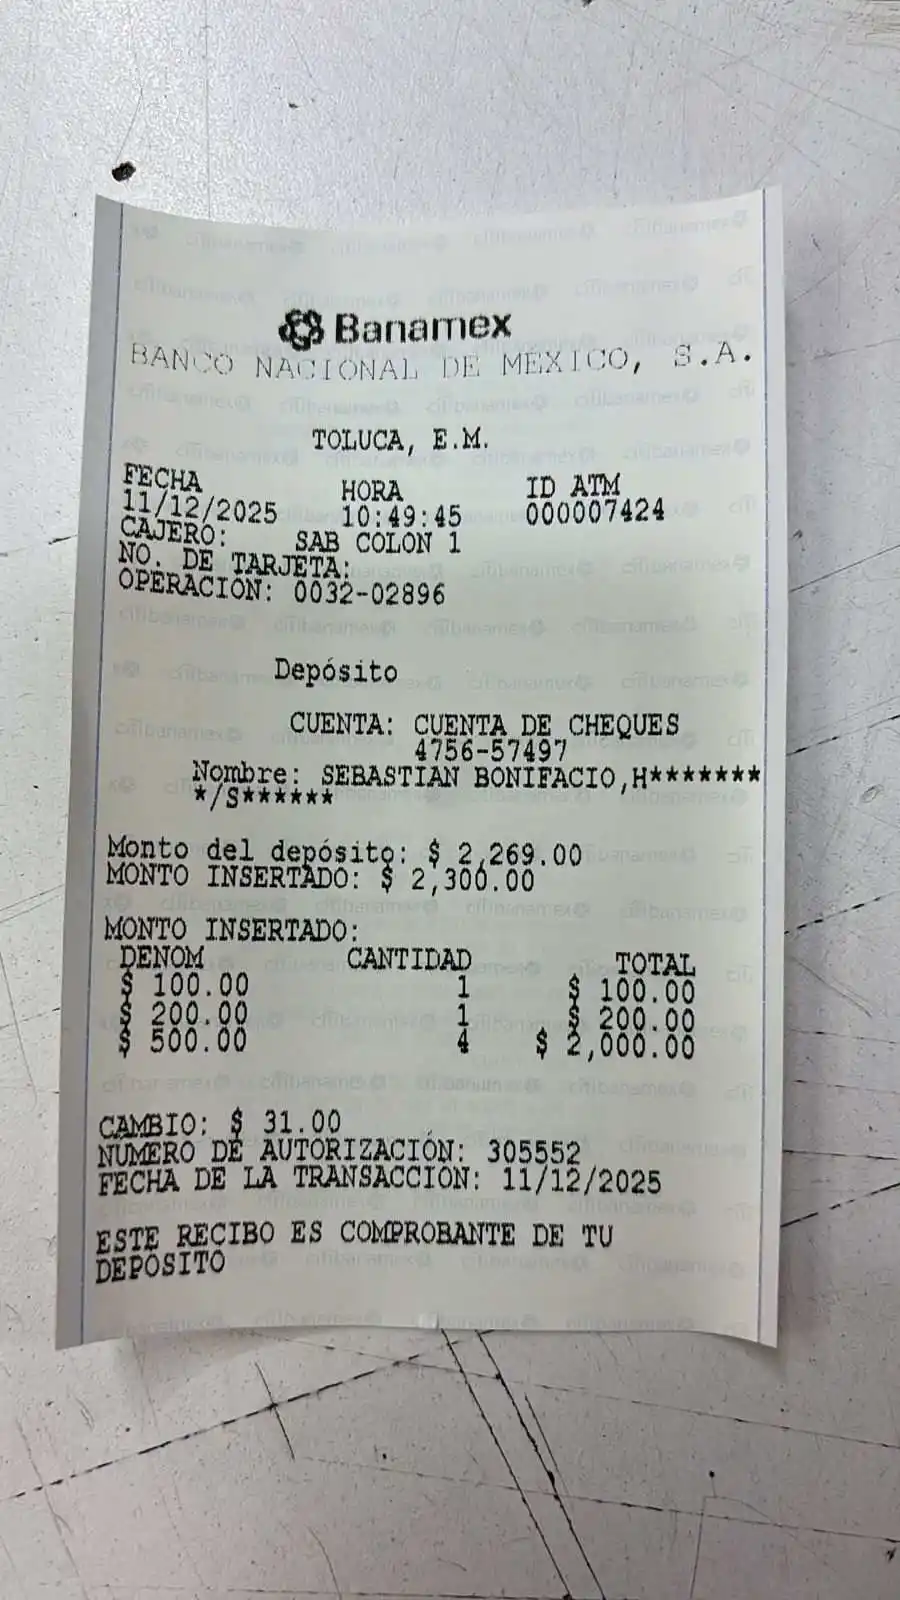 Banamex
BANCO NACIONAL DE MEXICO, S.A.
TOLUCA, E.M.
FECHA HORA ID ATM
11/12/2025 10:49:45 000007424
CAJERO: SAB COLON 1
NO. DE TARJETA:
OPERACIÓN: 0032-02896
Depósito
CUENTA: CUENTA DE CHEQUES
4756-57497
Nombre: SEBASTIAN BONIFACIO,H*******
*/S******
Monto del depósito: $ 2,269.00
MONTO INSERTADO: $ 2,300.00
MONTO INSERTADO:
DENOM CANTIDAD TOTAL
$ 100.00 1 $ 100.00
$ 200.00 1 $ 200.00
$ 500.00 4 $ 2,000.00
CAMBIO: $ 31.00
NUMERO DE AUTORIZACIÓN: 305552
FECHA DE LA TRANSACCION: 11/12/2025
ESTE RECIBO ES COMPROBANTE DE TU
DEPOSITO